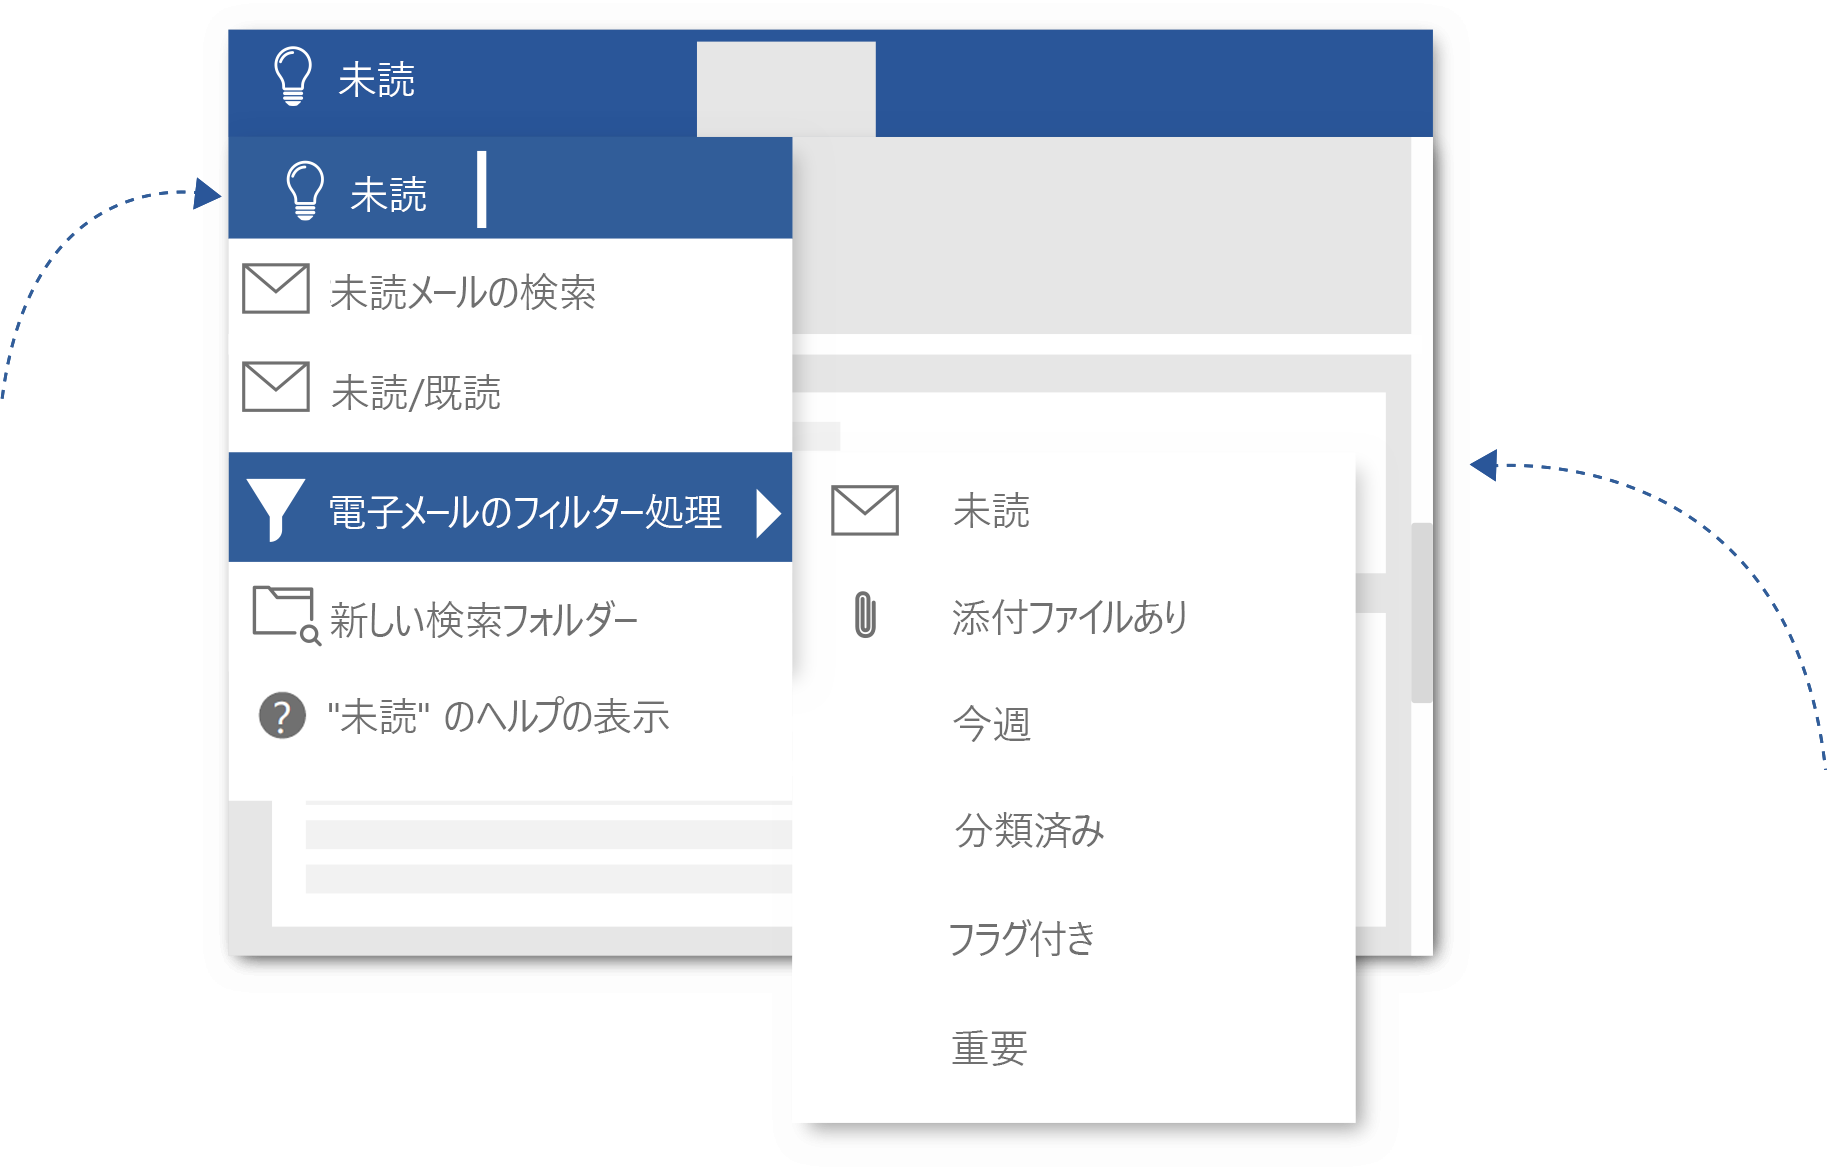 未読
未読
未読メールの検索
未読/既読
電子メールのフィルター処理
新しい検索フォルダー
"未読" のヘルプの表示
未読
添付ファイルあり
今週
分類済み
フラグ付き
重要